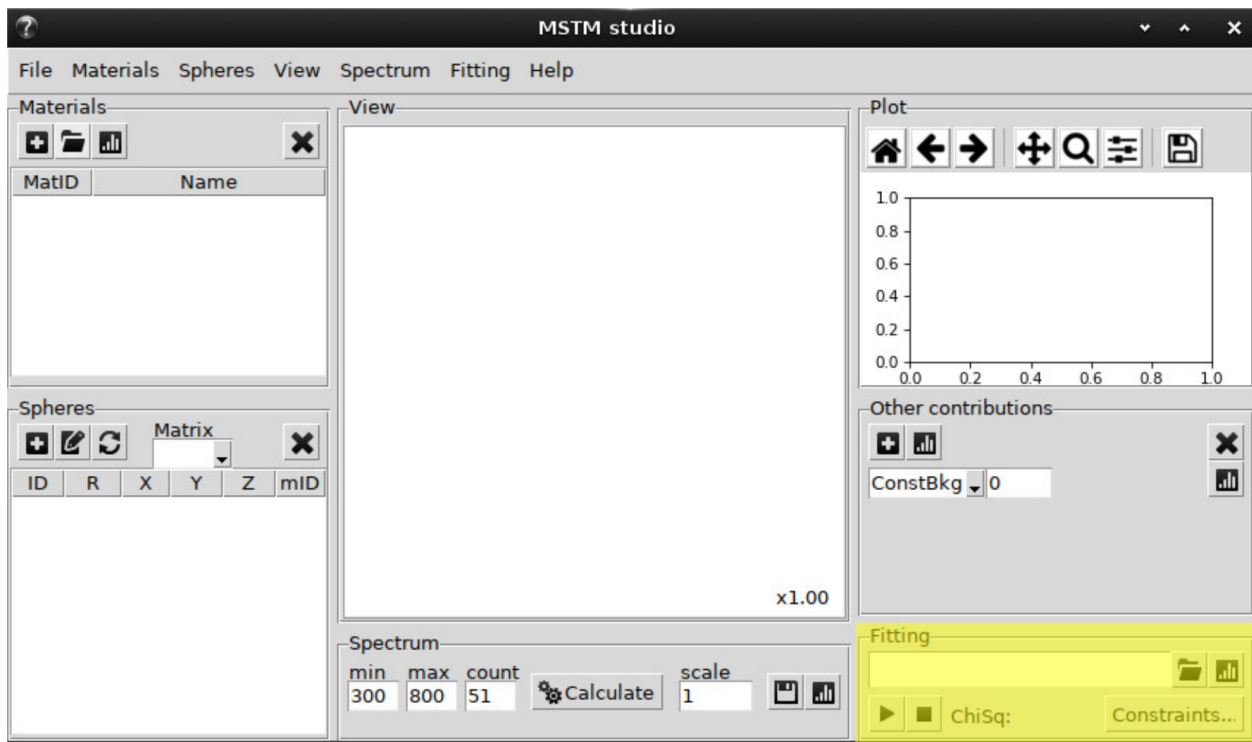 MSTM studio
File Materials Spheres View Spectrum Fitting Help
Materials
MatID Name
Spheres
Matrix
ID R X Y Z mID
View
x1.00
Spectrum
min max count scale
300 800 51 Calculate 1
Plot
1.0
0.8
0.6
0.4
0.2
0.0
0.0 0.2 0.4 0.6 0.8 1.0
Other contributions
ConstBkg 0
Fitting
ChiSq: Constraints...